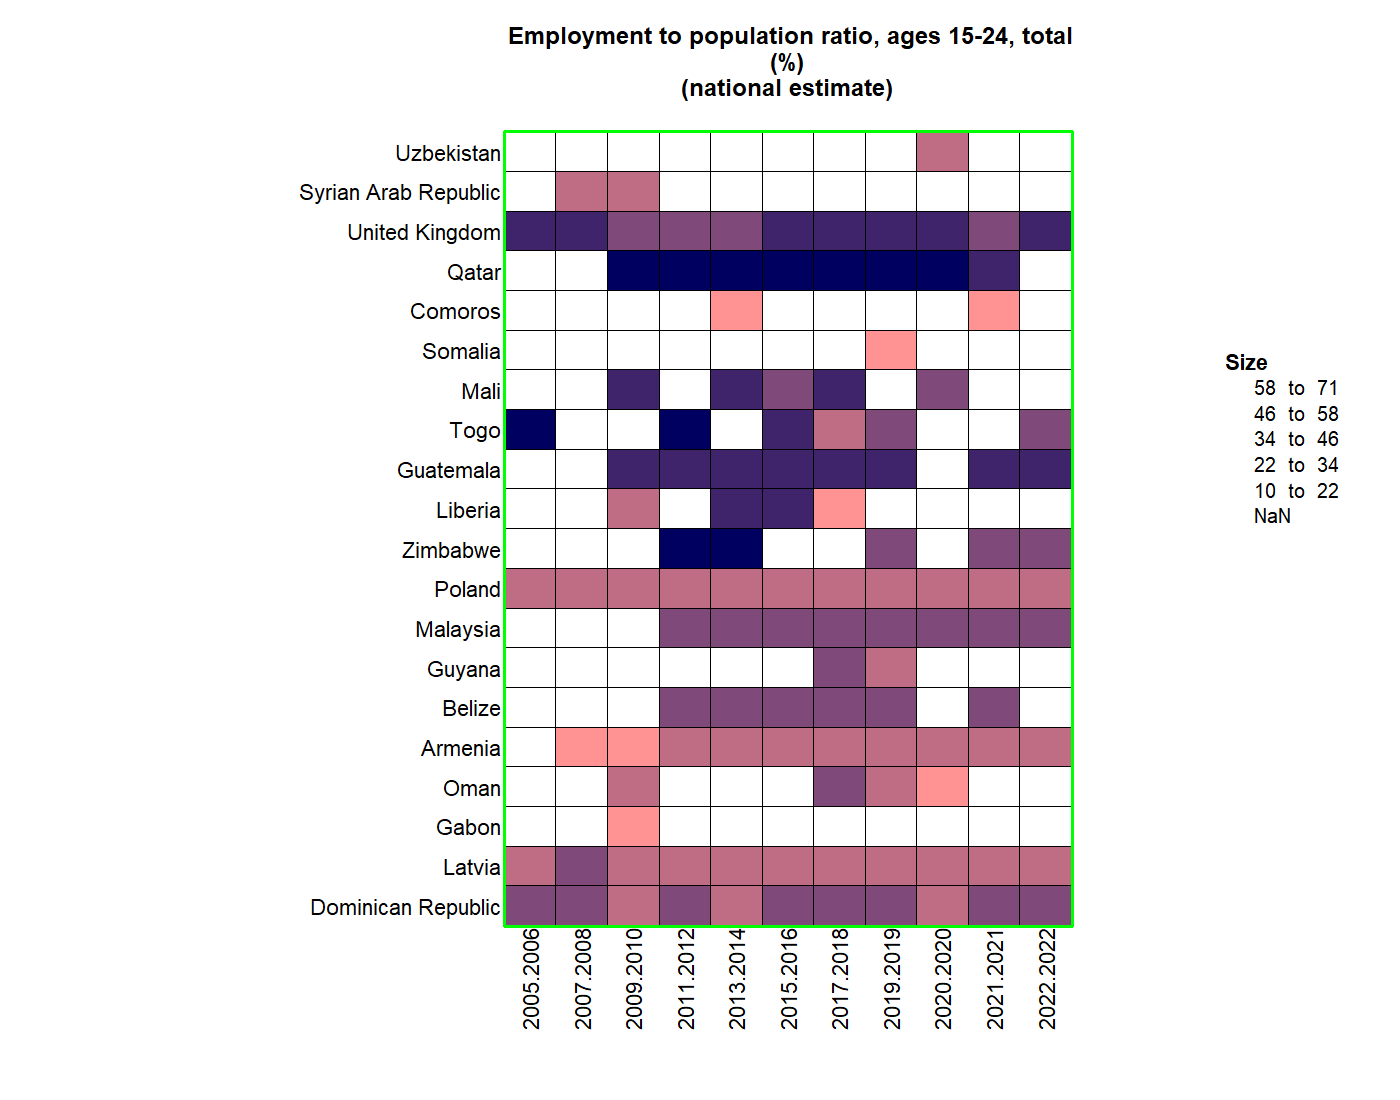 Employment to population ratio, ages 15-24, total
(%)
(national estimate)
Uzbekistan
Syrian Arab Republic
United Kingdom
Qatar
Comoros
Somalia
Mali
Togo
Guatemala
Liberia
Zimbabwe
Poland
Malaysia
Guyana
Belize
Armenia
Oman
Gabon
Latvia
Dominican Republic
2005.2006
2007.2008
2009.2010
2011.2012
2013.2014
2015.2016
2017.2018
2019.2019
2020.2020
2021.2021
2022.2022
Size
58 to 71
46 to 58
34 to 46
22 to 34
10 to 22
NaN